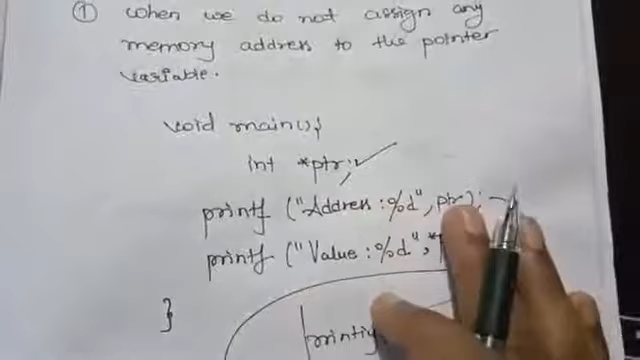 ① when we do not assign any
memory address to the pointer
variable.
void main(){
int *ptr;
printf ("Address :%d", ptr);
printf ("Value :%d", *p
}